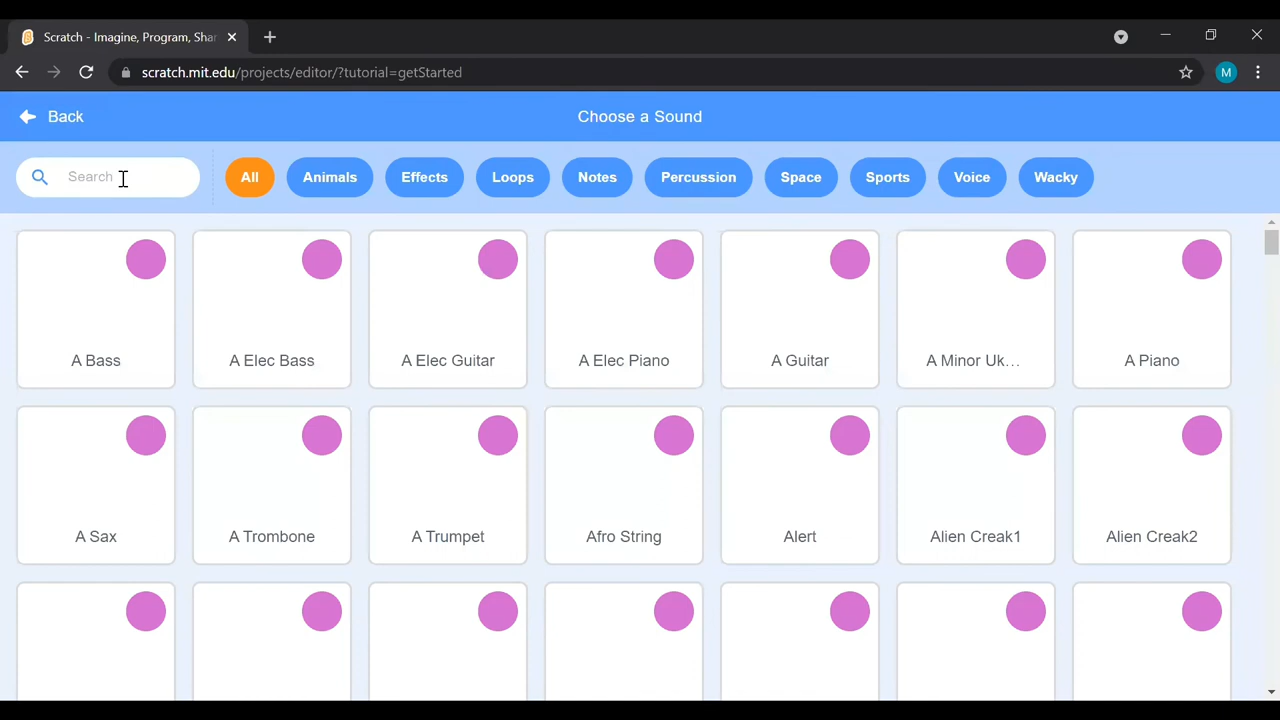 Scratch - Imagine, Program, Shar
M
scratch.mit.edu/projects/editor/?tutorial=getStarted
Back
Choose a Sound
Search
All
Animals
Effects
Loops
Notes
Percussion
Space
Sports
Voice
Wacky
A Bass
A Elec Bass
A Elec Guitar
A Elec Piano
A Guitar
A Minor Uk...
A Piano
A Sax
A Trombone
A Trumpet
Afro String
Alert
Alien Creak1
Alien Creak2